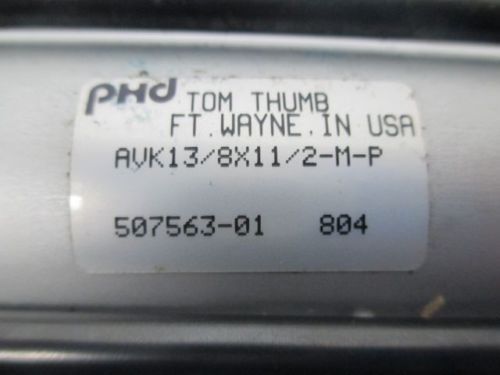 PHD TOM THUMB
FT.WAYNE.IN USA
AVK13/8X11/2-M-P
507563-01 804